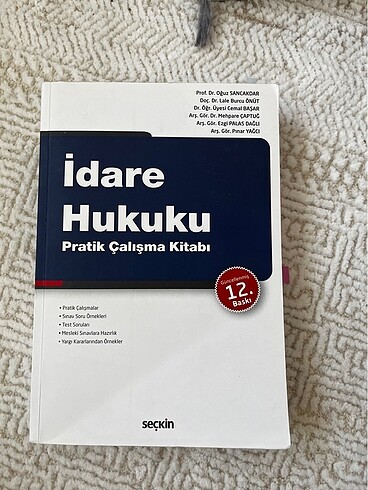 Prof. Dr. Oğuz SANCAKDAR
Doç. Dr. Lale Burcu ÖNÜT
Dr. Öğr. Üyesi Cemal BAŞAR
Arş. Gör. Dr. Mehpare ÇAPTUĞ
Arş. Gör. Ezgi PALAS DAĞLI
Arş. Gör. Pınar YAĞCI
İdare
Hukuku
Pratik Çalışma Kitabı
Güncellenmiş
12.
Baskı
• Pratik Çalışmalar
• Sınav Soru Örnekleri
• Test Soruları
• Mesleki Sınavlara Hazırlık
• Yargı Kararlarından Örnekler
seçkin